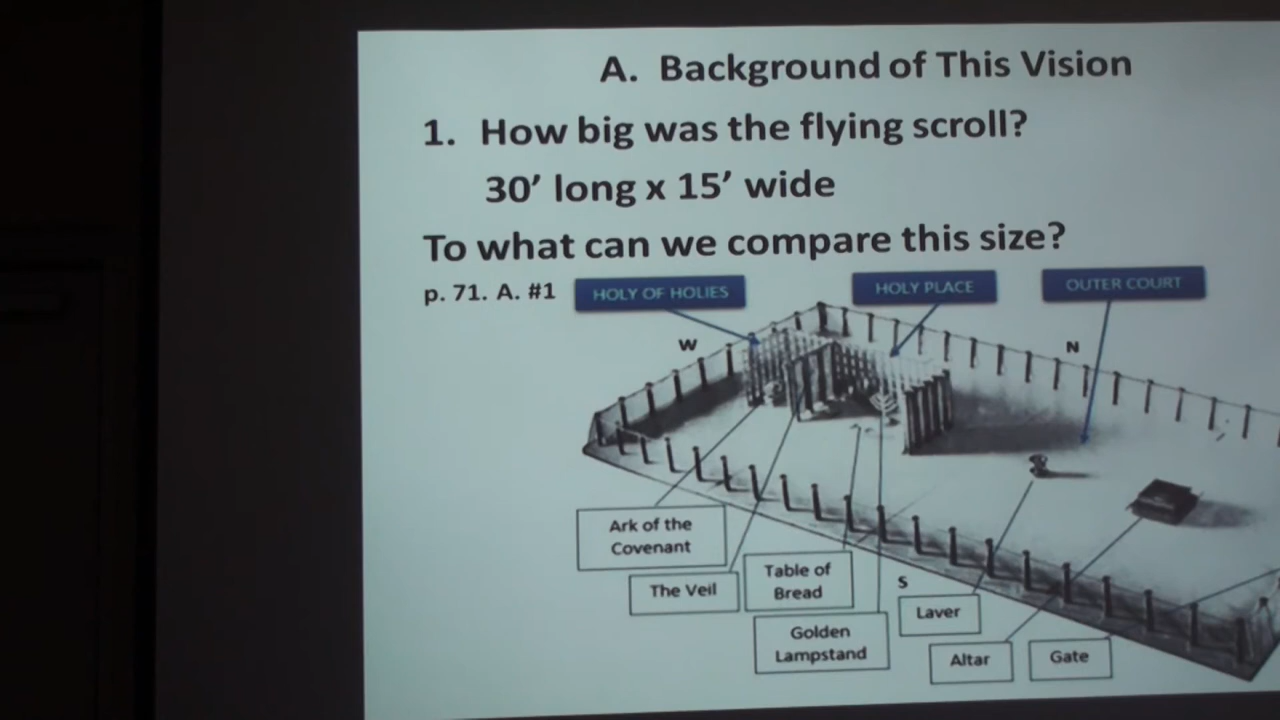 A. Background of This Vision
1. How big was the flying scroll?
30′ long x 15′ wide
To what can we compare this size?
p. 71. A. #1
HOLY OF HOLIES
HOLY PLACE
OUTER COURT
W
N
Ark of the
Covenant
The Veil
Table of
Bread
S
Golden
Lampstand
Laver
Altar
Gate